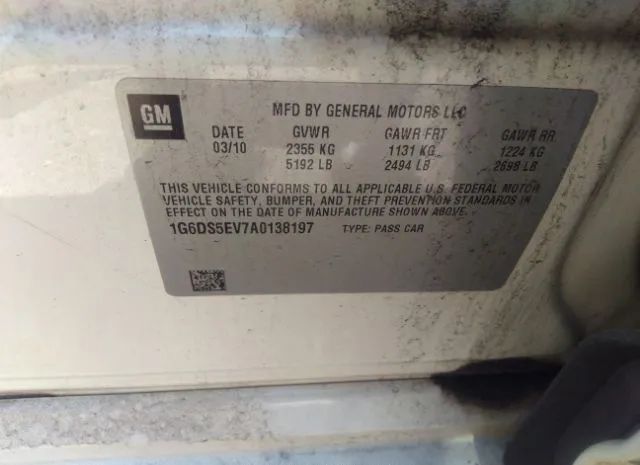 GM
MFD BY GENERAL MOTORS LLC
DATE GVWR GAWR FRT GAWR RR
03/10 2355 KG 1131 KG 1224 KG
5192 LB 2494 LB 2698 LB
THIS VEHICLE CONFORMS TO ALL APPLICABLE U.S. FEDERAL MOTOR
VEHICLE SAFETY, BUMPER, AND THEFT PREVENTION STANDARDS IN
EFFECT ON THE DATE OF MANUFACTURE SHOWN ABOVE.
1G6DS5EV7A0138197 TYPE: PASS CAR